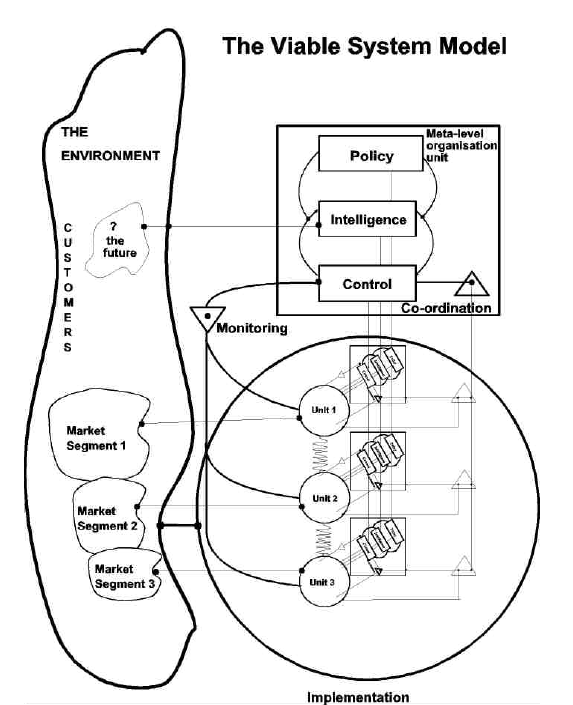 The Viable System Model
THE
ENVIRONMENT
CUSTOMERS
?
the
future
Meta-level
organisation
unit
Policy
Intelligence
Control
Co-ordination
Monitoring
Market
Segment 1
Market
Segment 2
Market
Segment 3
Unit 1
Unit 2
Unit 3
Implementation